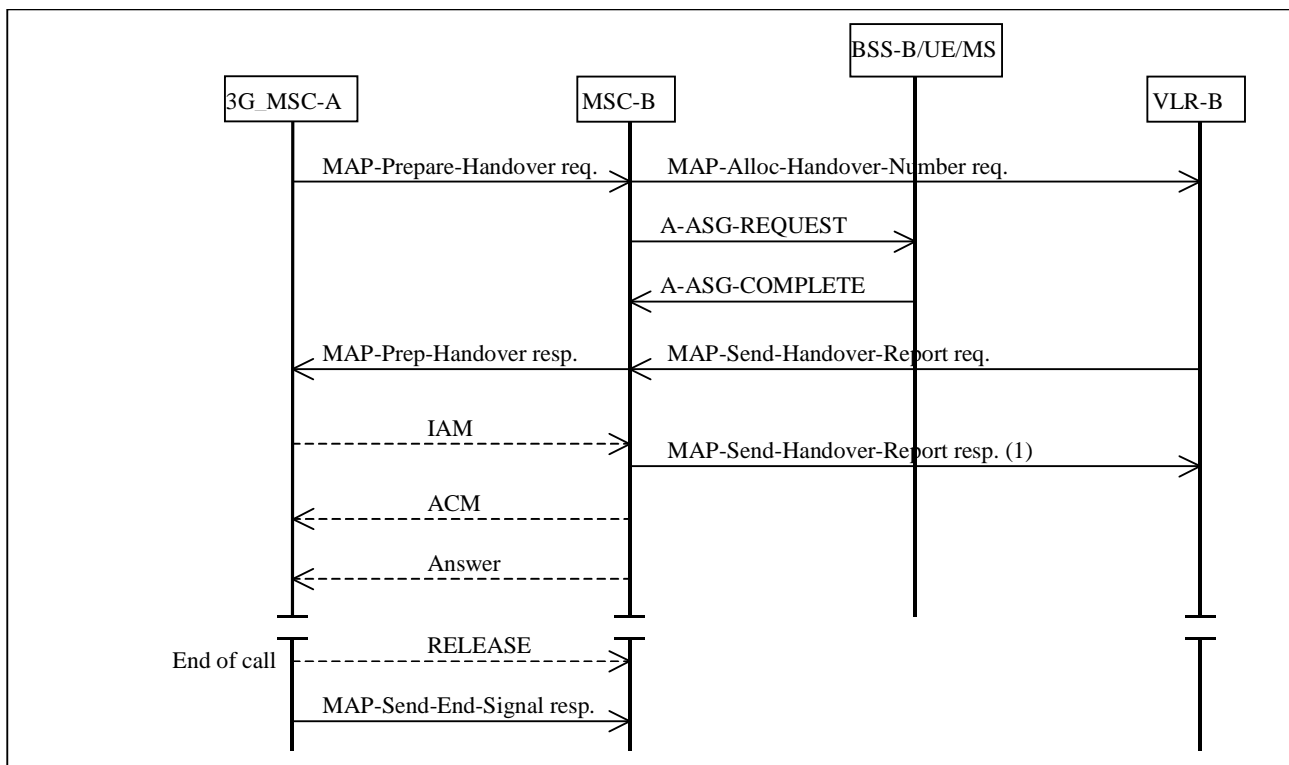 BSS-B/UE/MS
3G_MSC-A
MSC-B
VLR-B
MAP-Prepare-Handover req.
MAP-Alloc-Handover-Number req.
A-ASG-REQUEST
A-ASG-COMPLETE
MAP-Prep-Handover resp.
MAP-Send-Handover-Report req.
IAM
MAP-Send-Handover-Report resp. (1)
ACM
Answer
RELEASE
End of call
MAP-Send-End-Signal resp.